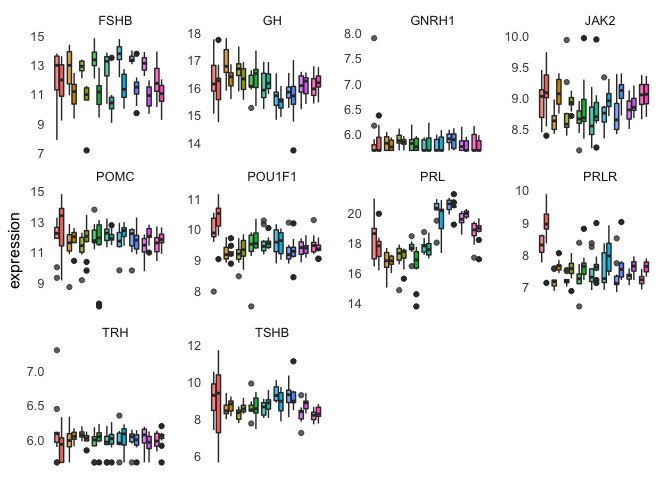 FSHB GH GNRH1 JAK2
15 13 11 9 7
18 17 16 15 14
8.0 7.5 7.0 6.5 6.0
10.0 9.5 9.0 8.5
POMC POU1F1 PRL PRLR
expression
15 13 11 9
11 10 9 8
20 18 16 14
10 9 8 7
TRH TSHB
7.5 7.0 6.5 6.0
12 10 8 6